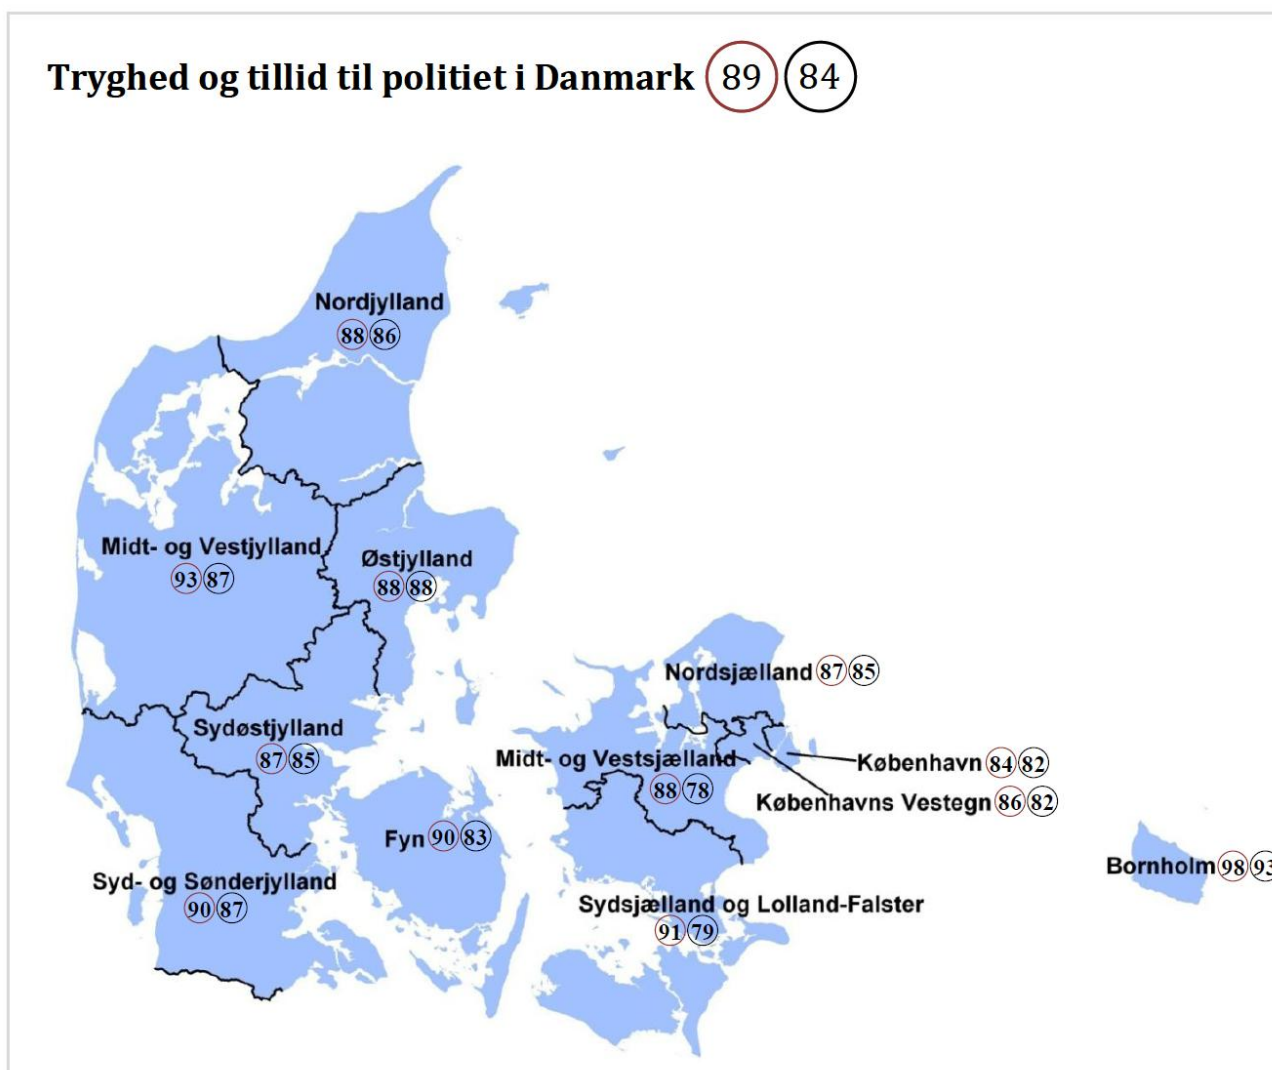 Tryghed og tillid til politiet i Danmark 89 84
Nordjylland
88 86
Midt- og Vestjylland
93 87
Østjylland
88 88
Nordsjælland 87 85
Sydøstjylland
87 85
Midt- og Vestsjælland
88 78
København 84 82
Københavns Vestegn 86 82
Fyn 90 83
Bornholm 98 93
Syd- og Sønderjylland
90 87
Sydsjælland og Lolland-Falster
91 79